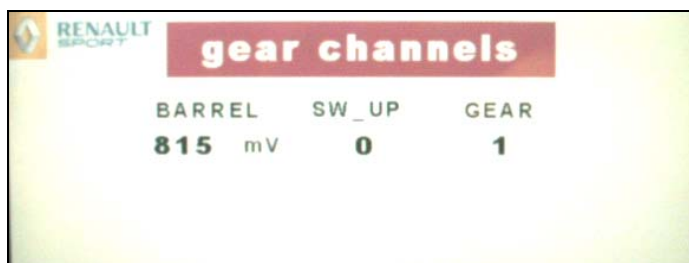 RENAULT
SPORT
gear channels
BARREL SW_UP GEAR
815 mV 0 1